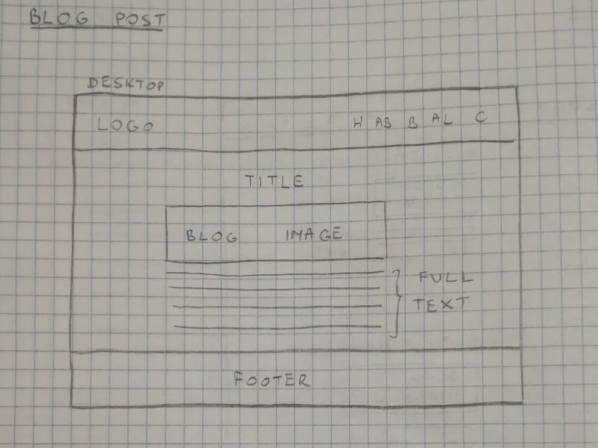 BLOG POST
DESKTOP
LOGO H AB B AL C
TITLE
BLOG IMAGE
FULL
TEXT
FOOTER